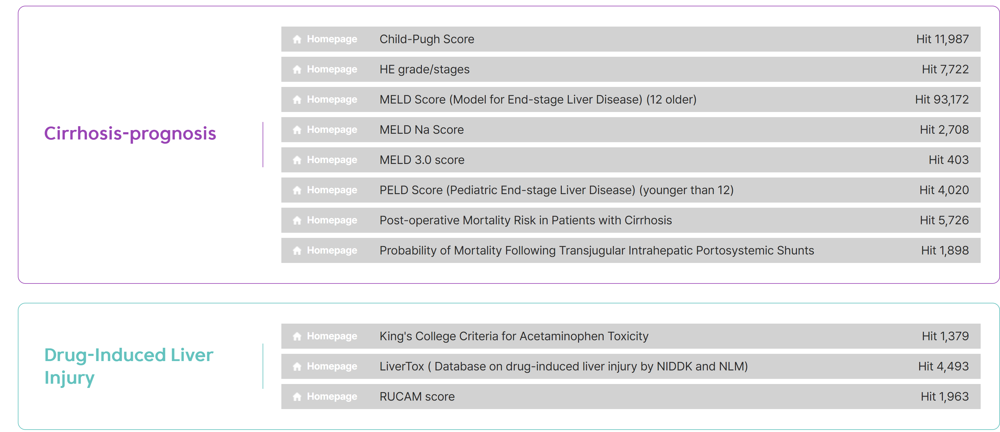 Cirrhosis-prognosis
Homepage Child-Pugh Score Hit 11,987
Homepage HE grade/stages Hit 7,722
Homepage MELD Score (Model for End-stage Liver Disease) (12 older) Hit 93,172
Homepage MELD Na Score Hit 2,708
Homepage MELD 3.0 score Hit 403
Homepage PELD Score (Pediatric End-stage Liver Disease) (younger than 12) Hit 4,020
Homepage Post-operative Mortality Risk in Patients with Cirrhosis Hit 5,726
Homepage Probability of Mortality Following Transjugular Intrahepatic Portosystemic Shunts Hit 1,898
Drug-Induced Liver
Injury
Homepage King's College Criteria for Acetaminophen Toxicity Hit 1,379
Homepage LiverTox ( Database on drug-induced liver injury by NIDDK and NLM) Hit 4,493
Homepage RUCAM score Hit 1,963